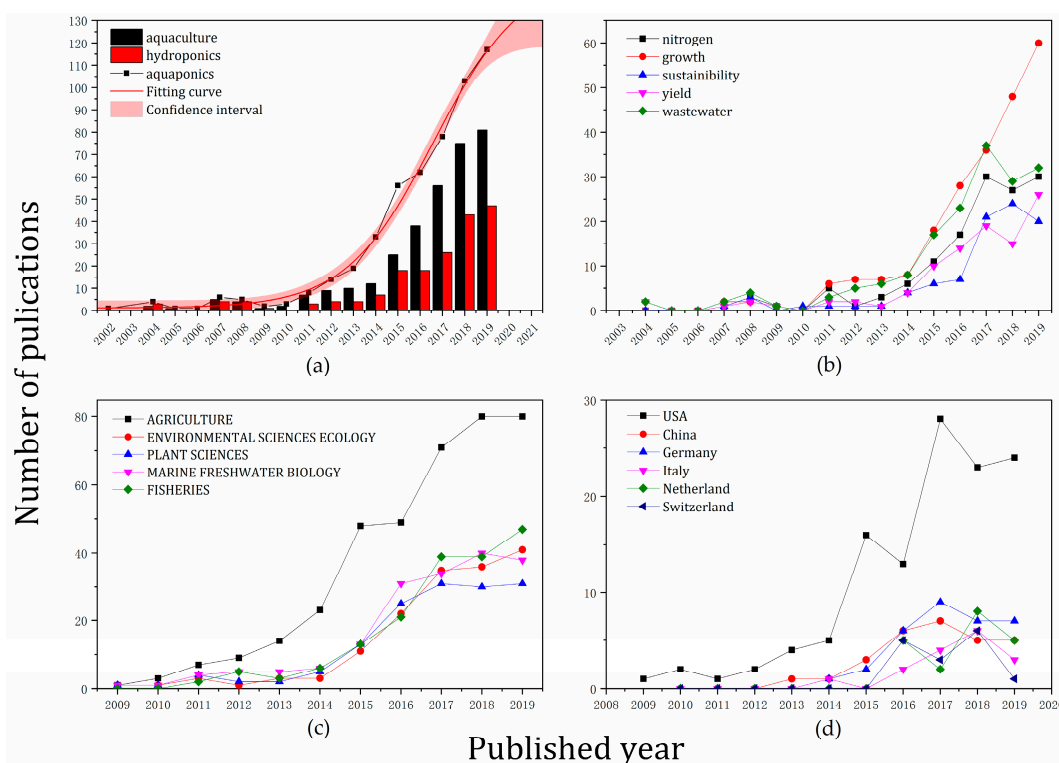 Number of pulications
130
120
110
100
90
80
70
60
50
40
30
20
10
0
aquaculture
hydroponics
aquaponics
Fitting curve
Confidence interval
2002 2003 2004 2005 2006 2007 2008 2009 2010 2011 2012 2013 2014 2015 2016 2017 2018 2019 2020 2021
(a)
60
50
40
30
20
10
0
nitrogen
growth
sustainibility
yield
wastewater
2003 2004 2005 2006 2007 2008 2009 2010 2011 2012 2013 2014 2015 2016 2017 2018 2019
(b)
80
60
40
20
0
AGRICULTURE
ENVIRONMENTAL SCIENCES ECOLOGY
PLANT SCIENCES
MARINE FRESHWATER BIOLOGY
FISHERIES
2009 2010 2011 2012 2013 2014 2015 2016 2017 2018 2019
(c)
30
20
10
0
USA
China
Germany
Italy
Netherland
Switzerland
2008 2009 2010 2011 2012 2013 2014 2015 2016 2017 2018 2019 2020
(d)
Published year